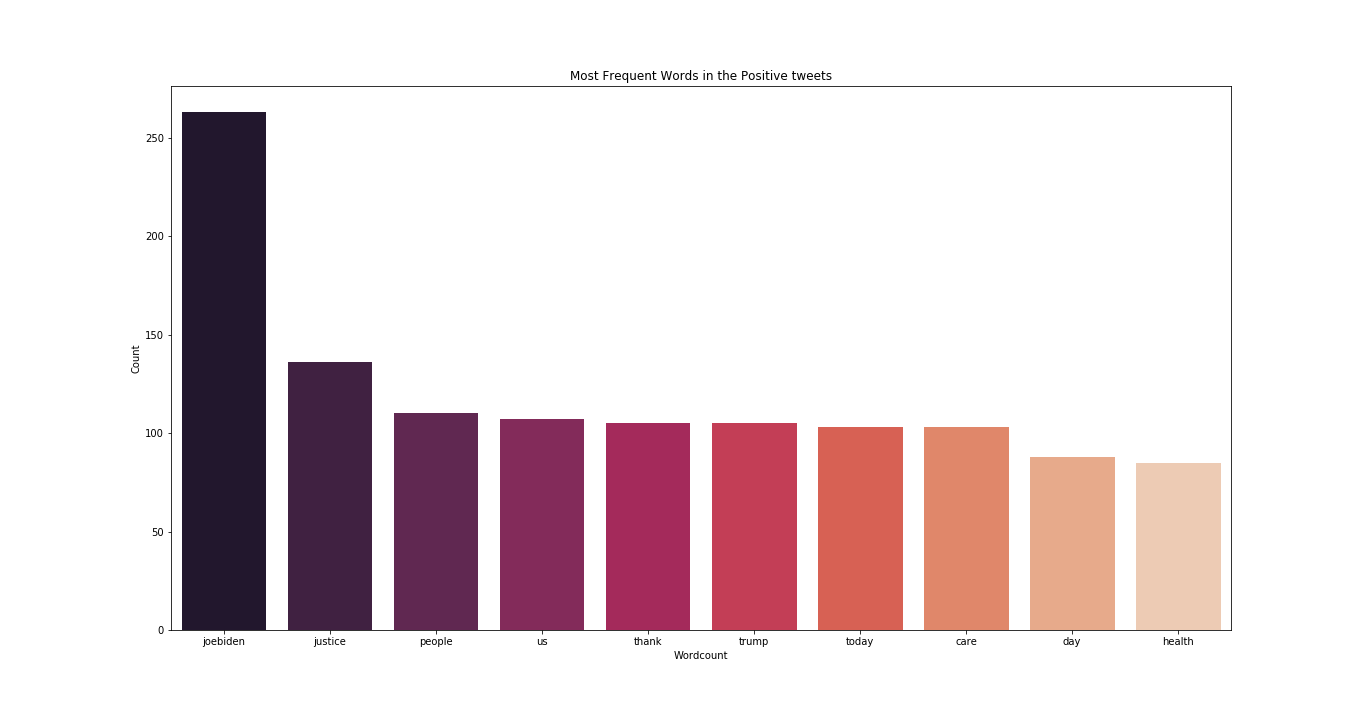 Most Frequent Words in the Positive tweets
250
200
150
100
50
0
Count
joebiden justice people us thank trump today care day health
Wordcount